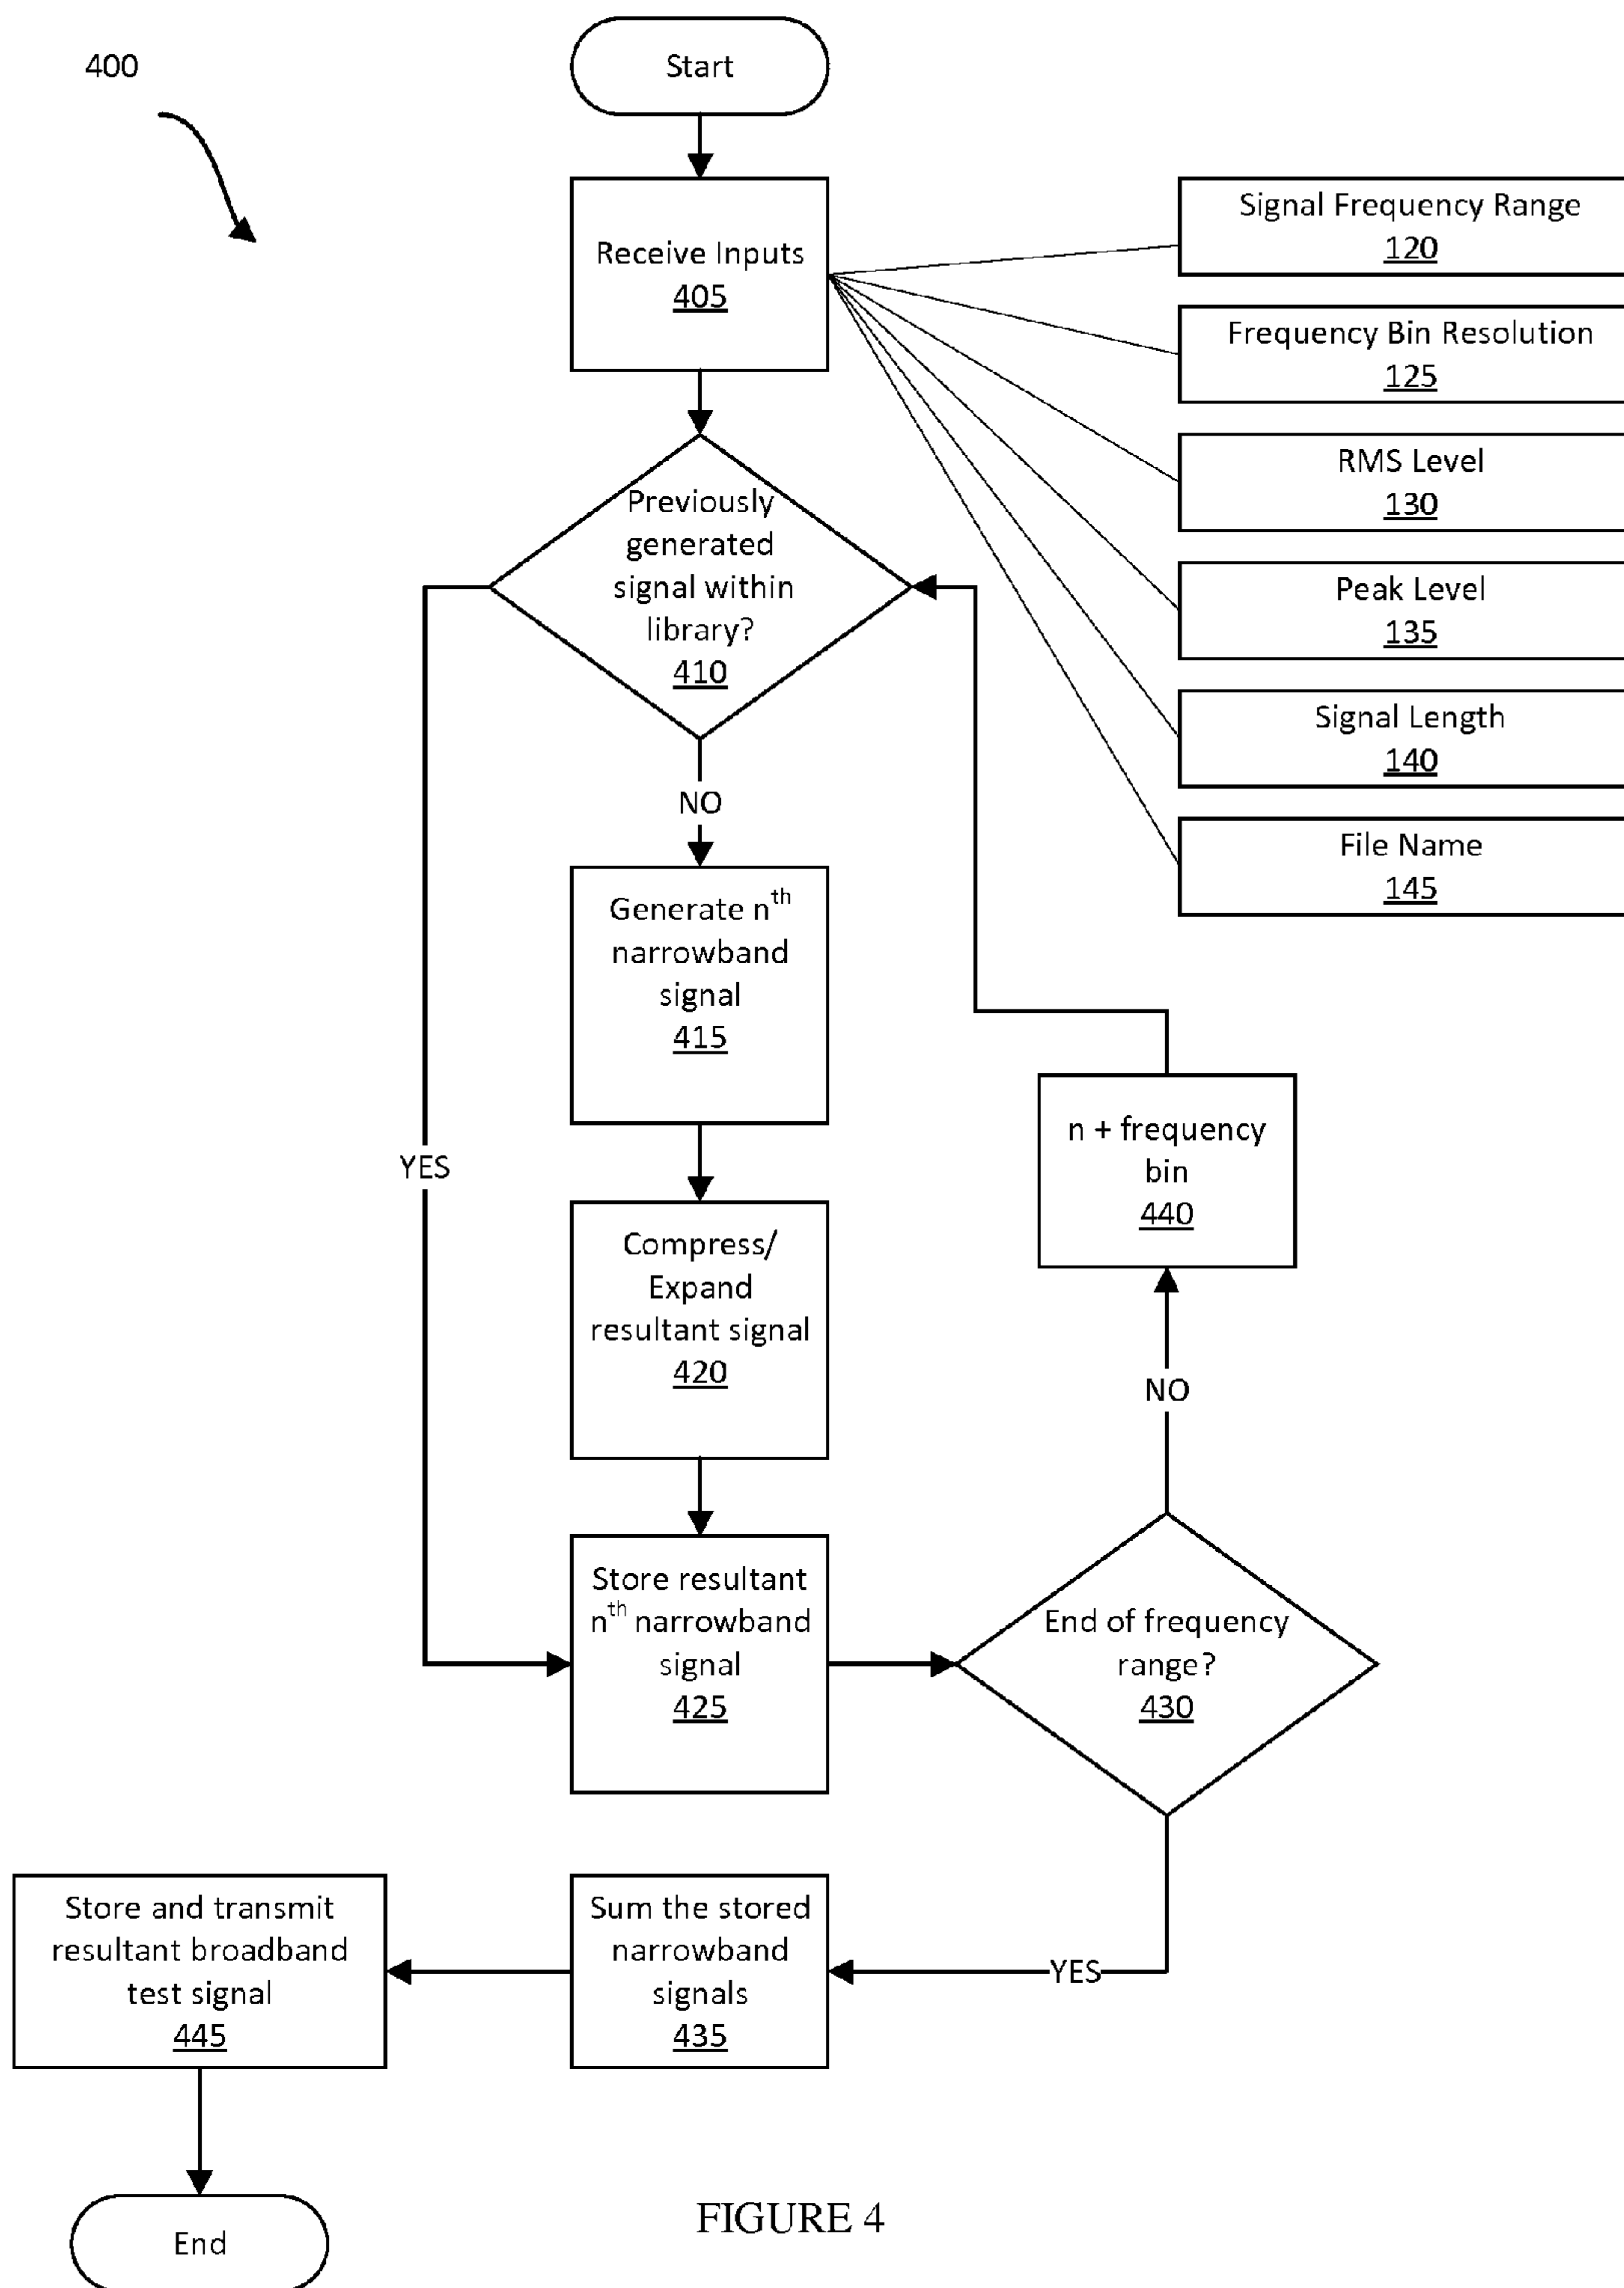 400
Start
Receive Inputs
405
Signal Frequency Range
120
Frequency Bin Resolution
125
RMS Level
130
Peak Level
135
Signal Length
140
File Name
145
Previously
generated
signal within
library?
410
NO
Generate nth
narrowband
signal
415
YES
n + frequency
bin
440
Compress/
Expand
resultant signal
420
NO
Store resultant
nth narrowband
signal
425
End of frequency
range?
430
YES
Sum the stored
narrowband
signals
435
Store and transmit
resultant broadband
test signal
445
End
FIGURE 4